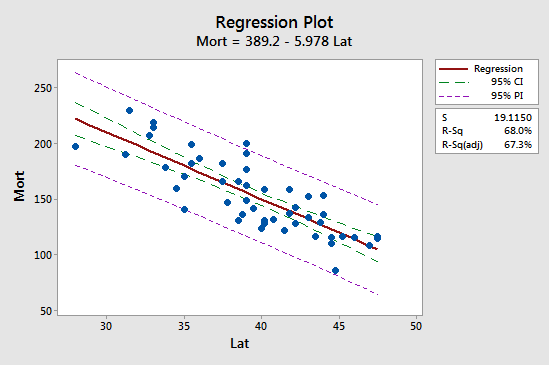 Regression Plot
Mort = 389.2 - 5.978 Lat
Regression
95% CI
95% PI
S 19.1150
R-Sq 68.0%
R-Sq(adj) 67.3%
250
200
150
100
50
Mort
30 35 40 45 50
Lat